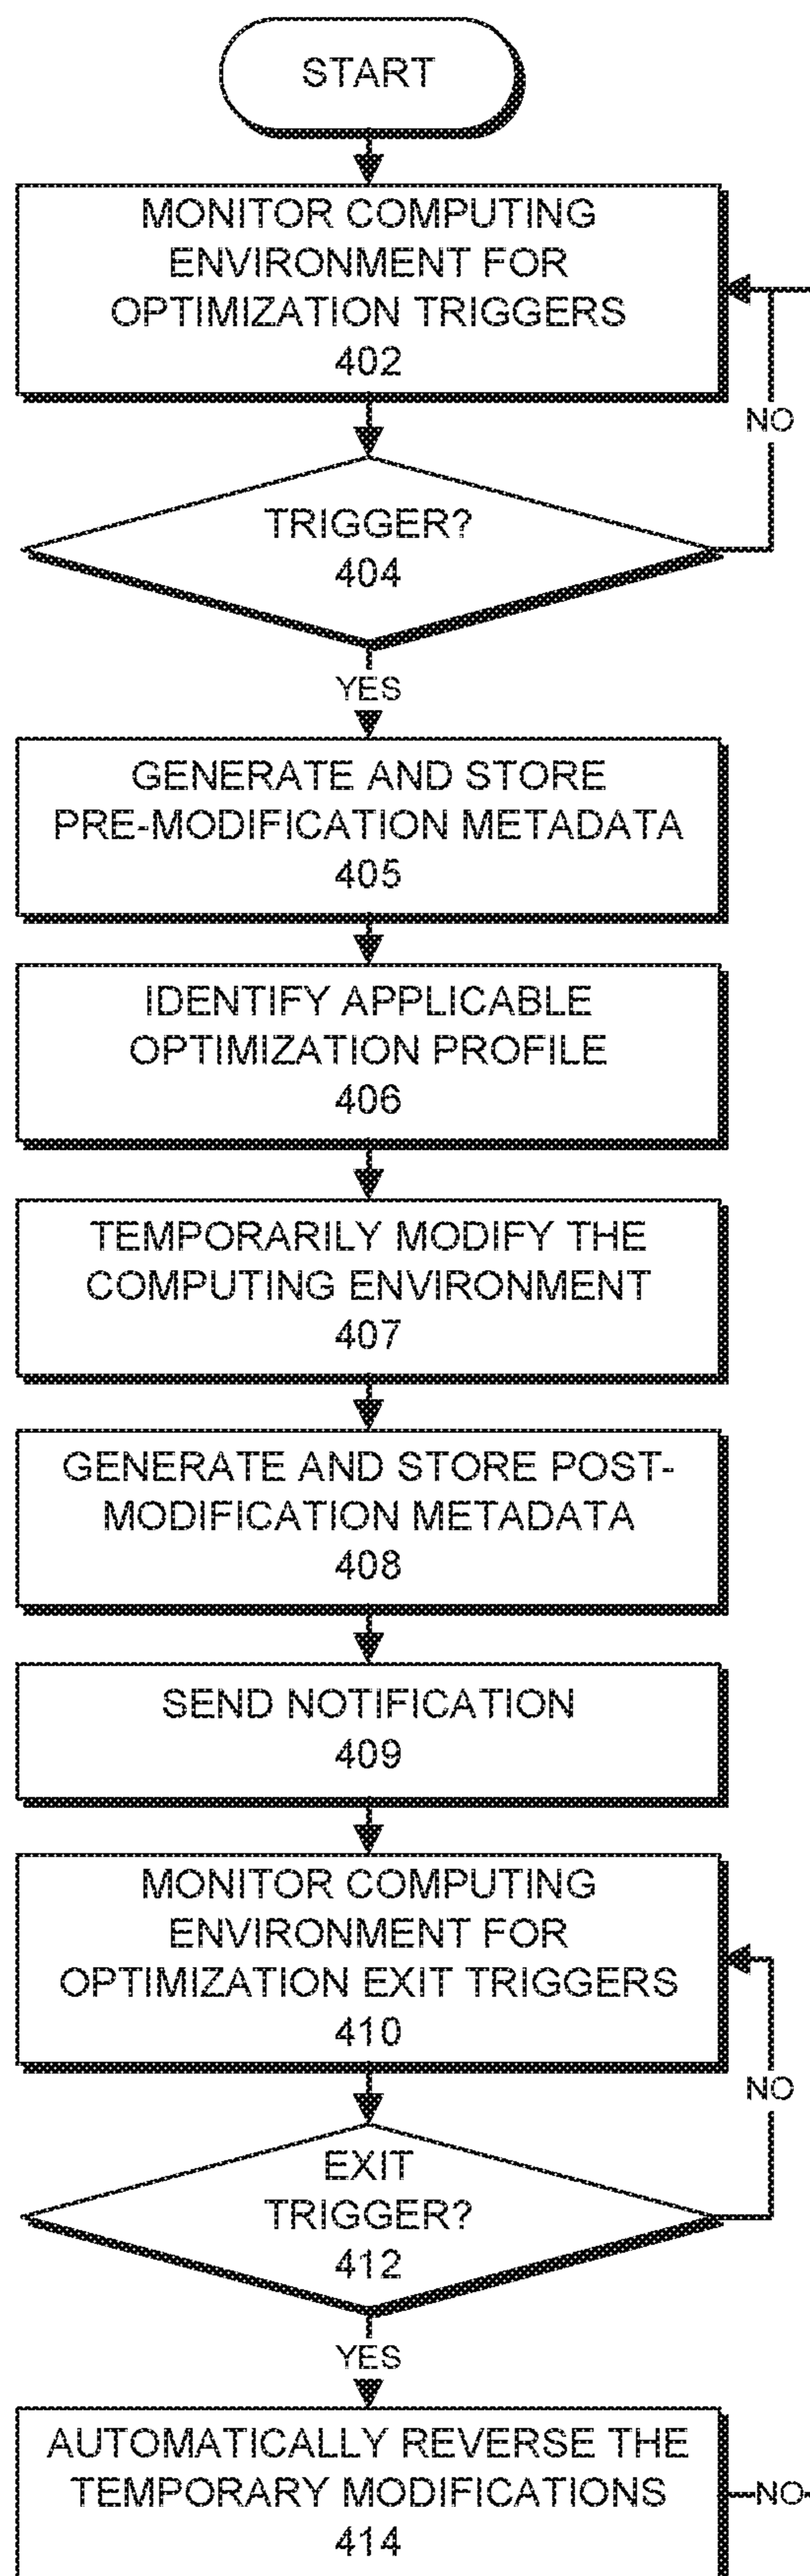 START
MONITOR COMPUTING
ENVIRONMENT FOR
OPTIMIZATION TRIGGERS
402
NO
TRIGGER?
404
YES
GENERATE AND STORE
PRE-MODIFICATION METADATA
405
IDENTIFY APPLICABLE
OPTIMIZATION PROFILE
406
TEMPORARILY MODIFY THE
COMPUTING ENVIRONMENT
407
GENERATE AND STORE POST-
MODIFICATION METADATA
408
SEND NOTIFICATION
409
MONITOR COMPUTING
ENVIRONMENT FOR
OPTIMIZATION EXIT TRIGGERS
410
NO
EXIT
TRIGGER?
412
YES
AUTOMATICALLY REVERSE THE
TEMPORARY MODIFICATIONS
NO
414